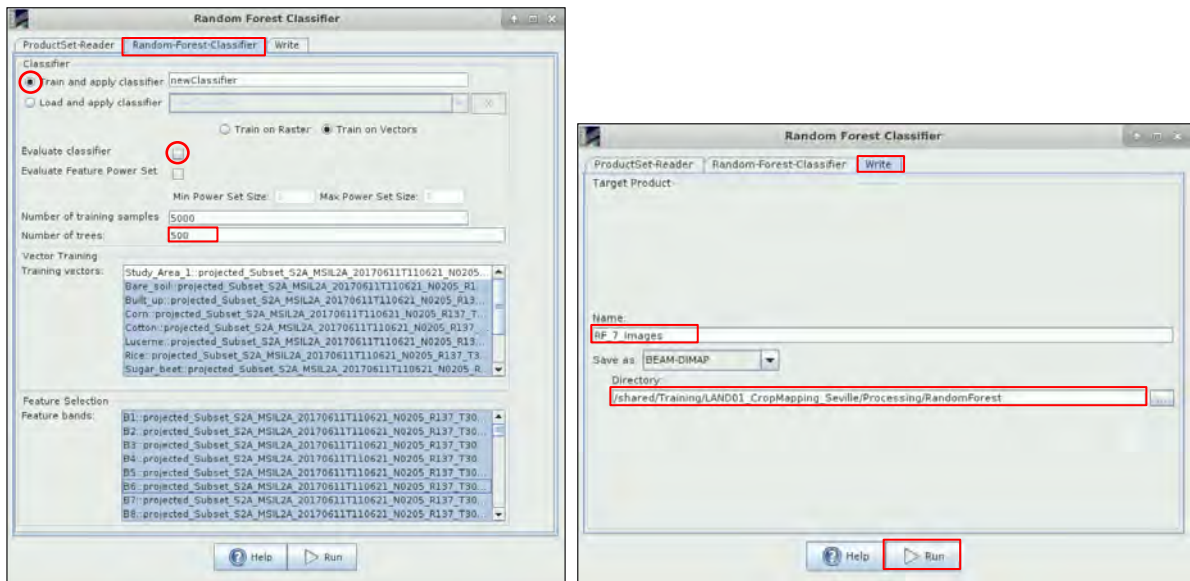 Random Forest Classifier
ProductSet-Reader Random-Forest-Classifier Write
Classifier
Train and apply classifier newClassifier
Load and apply classifier
Train on Raster Train on Vectors
Evaluate classifier
Evaluate Feature Power Set
Min Power Set Size: Max Power Set Size:
Number of training samples 5000
Number of trees: 500
Vector Training
Training vectors: Study_Area_1::projected_Subset_S2A_MSIL2A_20170611T110621_N0205...
Bare_soil::projected_Subset_S2A_MSIL2A_20170611T110621_N0205_R1...
Built_up::projected_Subset_S2A_MSIL2A_20170611T110621_N0205_R13...
Corn::projected_Subset_S2A_MSIL2A_20170611T110621_N0205_R137_T...
Cotton::projected_Subset_S2A_MSIL2A_20170611T110621_N0205_R137_...
Lucerne::projected_Subset_S2A_MSIL2A_20170611T110621_N0205_R13...
Rice::projected_Subset_S2A_MSIL2A_20170611T110621_N0205_R137_T3...
Sugar_beet::projected_Subset_S2A_MSIL2A_20170611T110621_N0205_R...
Feature Selection
Feature bands: B1::projected_Subset_S2A_MSIL2A_20170611T110621_N0205_R137_T30...
B2::projected_Subset_S2A_MSIL2A_20170611T110621_N0205_R137_T30...
B3::projected_Subset_S2A_MSIL2A_20170611T110621_N0205_R137_T30...
B4::projected_Subset_S2A_MSIL2A_20170611T110621_N0205_R137_T30...
B5::projected_Subset_S2A_MSIL2A_20170611T110621_N0205_R137_T30...
B6::projected_Subset_S2A_MSIL2A_20170611T110621_N0205_R137_T30...
B7::projected_Subset_S2A_MSIL2A_20170611T110621_N0205_R137_T30...
B8::projected_Subset_S2A_MSIL2A_20170611T110621_N0205_R137_T30...
Help Run
Random Forest Classifier
ProductSet-Reader Random-Forest-Classifier Write
Target Product
Name:
RF_7_images
Save as: BEAM-DIMAP
Directory:
/shared/Training/LAND01_CropMapping_Seville/Processing/RandomForest
...
Help Run